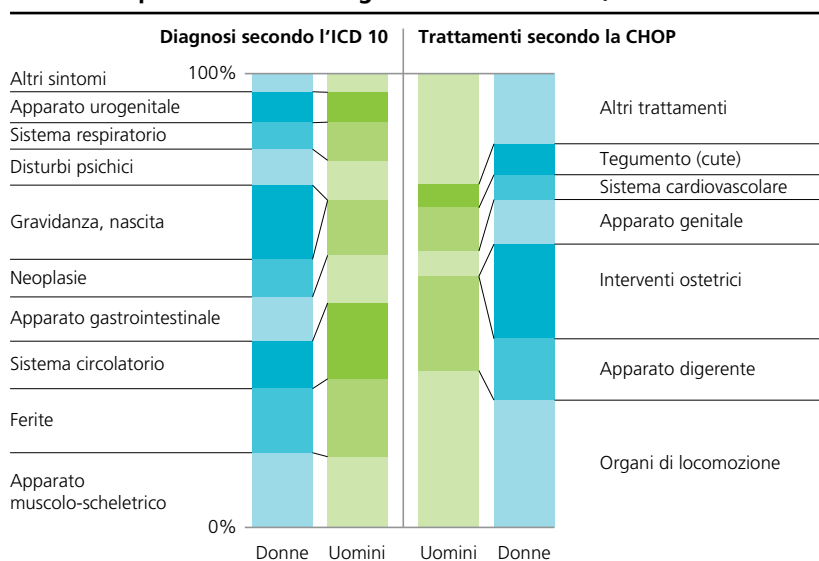 Diagnosi secondo l'ICD 10
Trattamenti secondo la CHOP
100%
Altri sintomi
Apparato urogenitale
Sistema respiratorio
Disturbi psichici
Gravidanza, nascita
Neoplasie
Apparato gastrointestinale
Sistema circolatorio
Ferite
Apparato
muscolo-scheletrico
0%
Altri trattamenti
Tegumento (cute)
Sistema cardiovascolare
Apparato genitale
Interventi ostetrici
Apparato digerente
Organi di locomozione
Donne
Uomini
Uomini
Donne